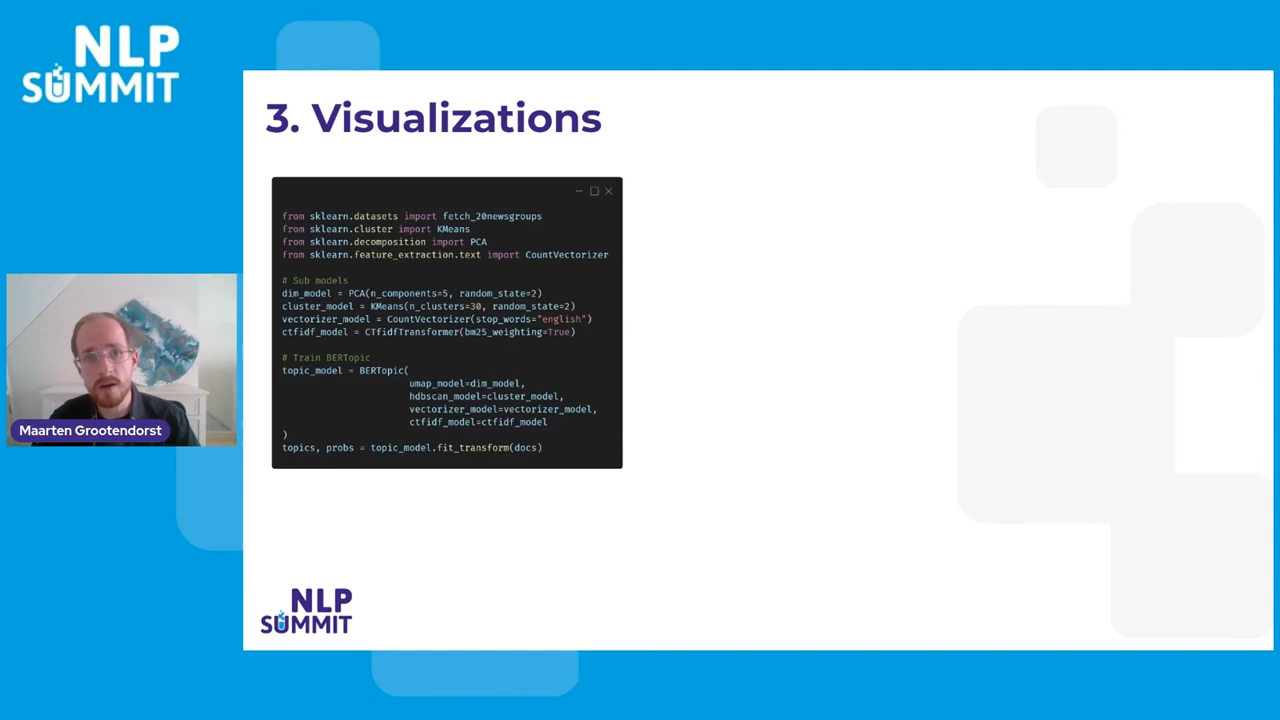 NLP
SUMMIT
3. Visualizations
from sklearn.datasets import fetch_20newsgroups
from sklearn.cluster import KMeans
from sklearn.decomposition import PCA
from sklearn.feature_extraction.text import CountVectorizer
# Sub models
dim_model = PCA(n_components=5, random_state=2)
cluster_model = KMeans(n_clusters=30, random_state=2)
vectorizer_model = CountVectorizer(stop_words="english")
ctfidf_model = CTfidfTransformer(bm25_weighting=True)
# Train BERTopic
topic_model = BERTopic(
umap_model=dim_model,
hdbscan_model=cluster_model,
vectorizer_model=vectorizer_model,
ctfidf_model=ctfidf_model
)
topics, probs = topic_model.fit_transform(docs)
Maarten Grootendorst
NLP
SUMMIT